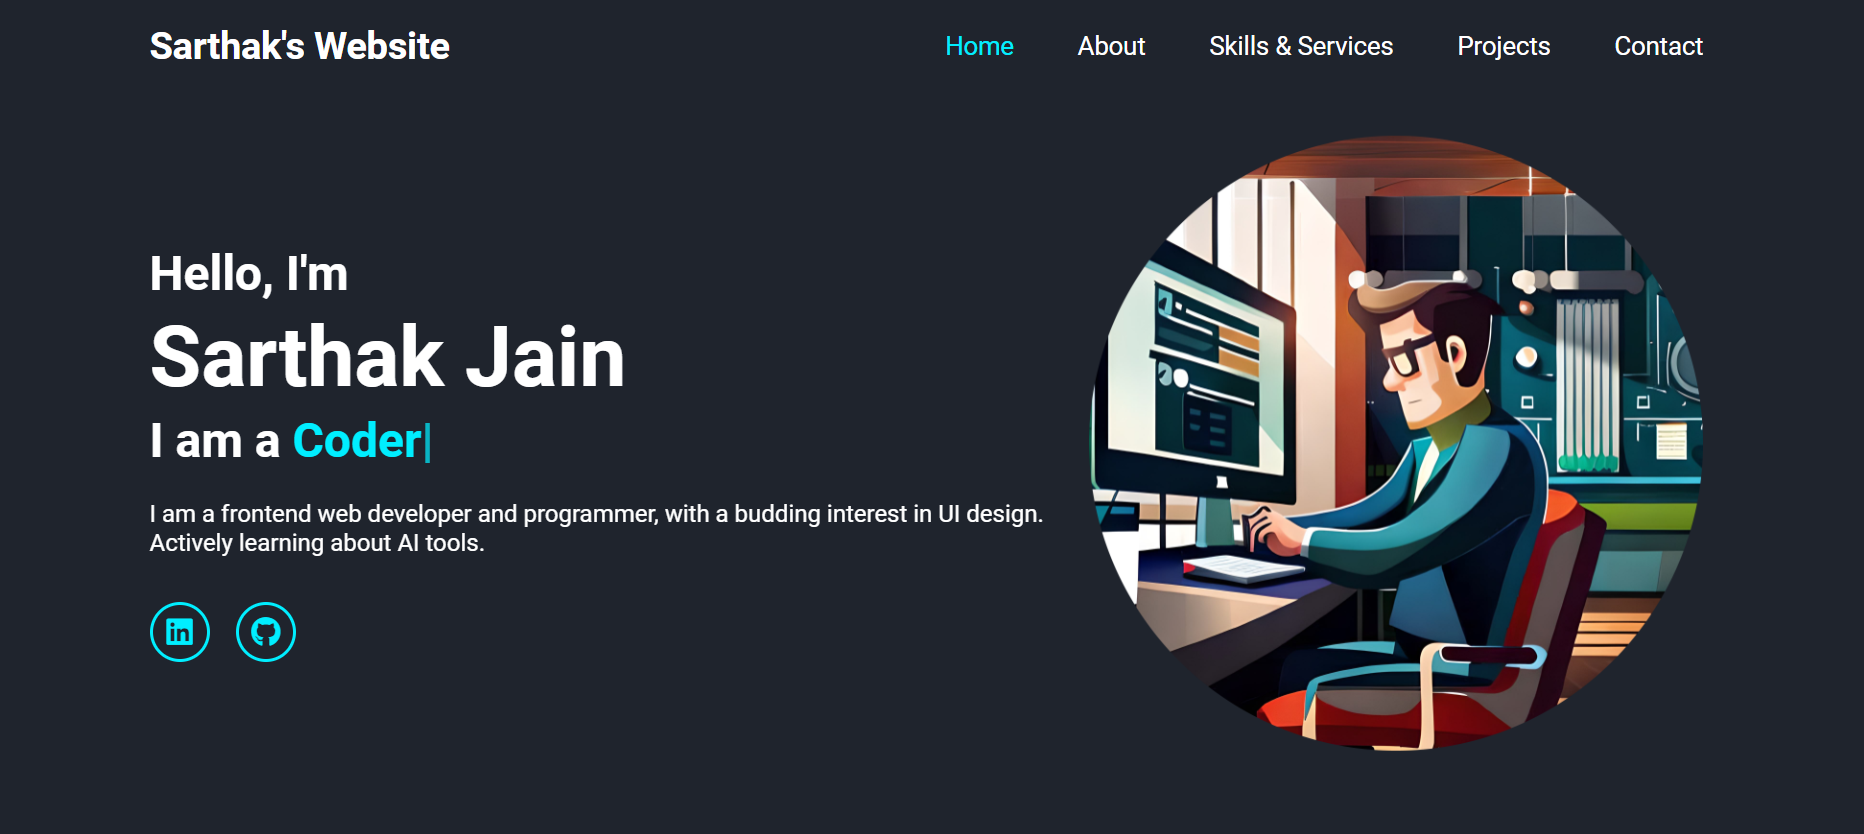 Sarthak's Website
Home About Skills & Services Projects Contact
Hello, I'm
Sarthak Jain
I am a Coder|
I am a frontend web developer and programmer, with a budding interest in UI design.
Actively learning about AI tools.
in